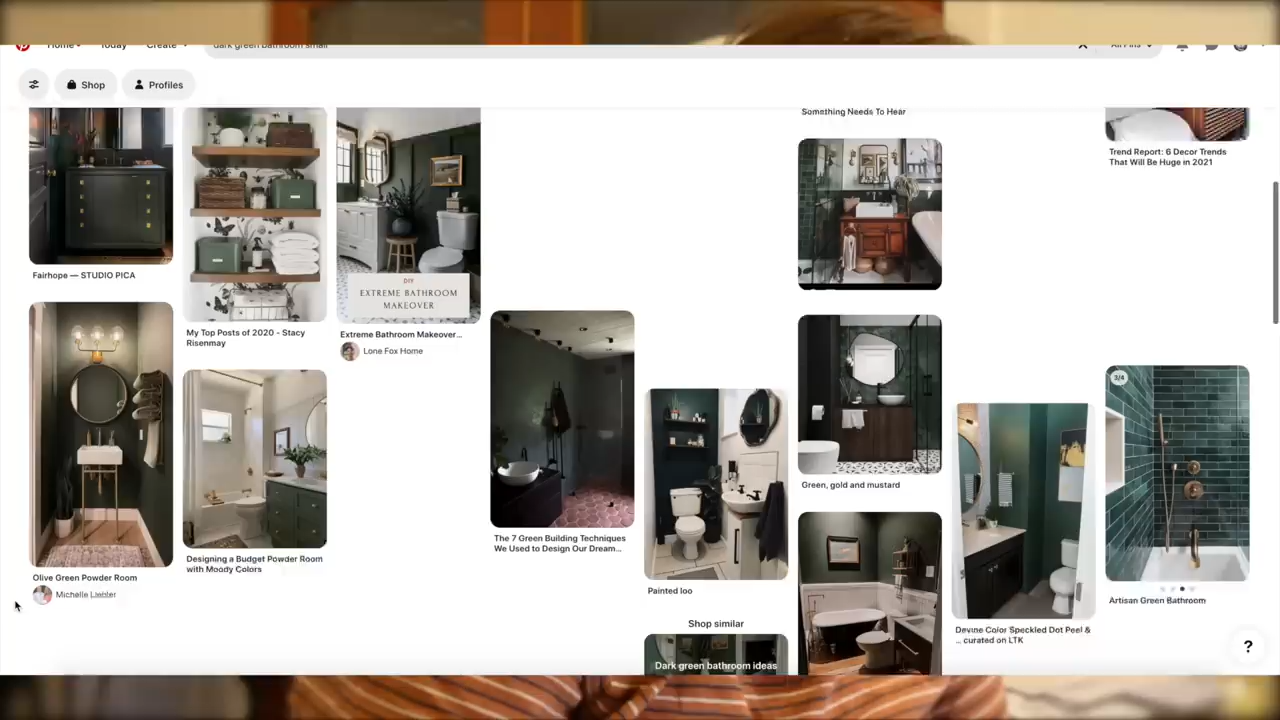 Home
Today
Create
dark green bathroom small
All Pins
Shop
Profiles
Something Needs To Hear
Trend Report: 6 Decor Trends
That Will Be Huge in 2021
Fairhope — STUDIO PICA
My Top Posts of 2020 - Stacy
Risenmay
DIY
EXTREME BATHROOM
MAKEOVER
Extreme Bathroom Makeover...
Lone Fox Home
3/4
Green, gold and mustard
The 7 Green Building Techniques
We Used to Design Our Dream...
Designing a Budget Powder Room
with Moody Colors
Olive Green Powder Room
Michelle Liebler
Painted loo
Artisan Green Bathroom
Shop similar
Devine Color Speckled Dot Peel &
... curated on LTK
Dark green bathroom ideas
?